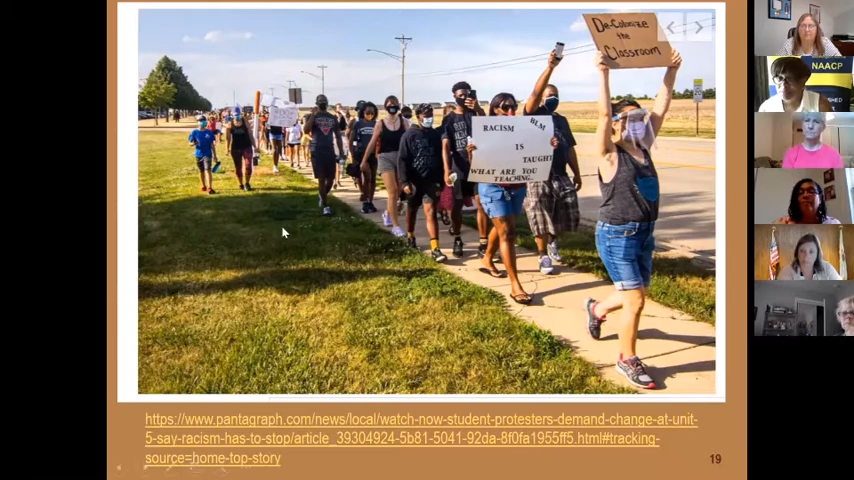 De-Colonize
the
Classroom
RACISM BLM
IS
TAUGHT
WHAT ARE YOU
TEACHING.
NAACP
https://www.pantagraph.com/news/local/watch-now-student-protesters-demand-change-at-unit-
5-say-racism-has-to-stop/article_39304924-5b81-5041-92da-8f0fa1955ff5.html#tracking-
source=home-top-story
19